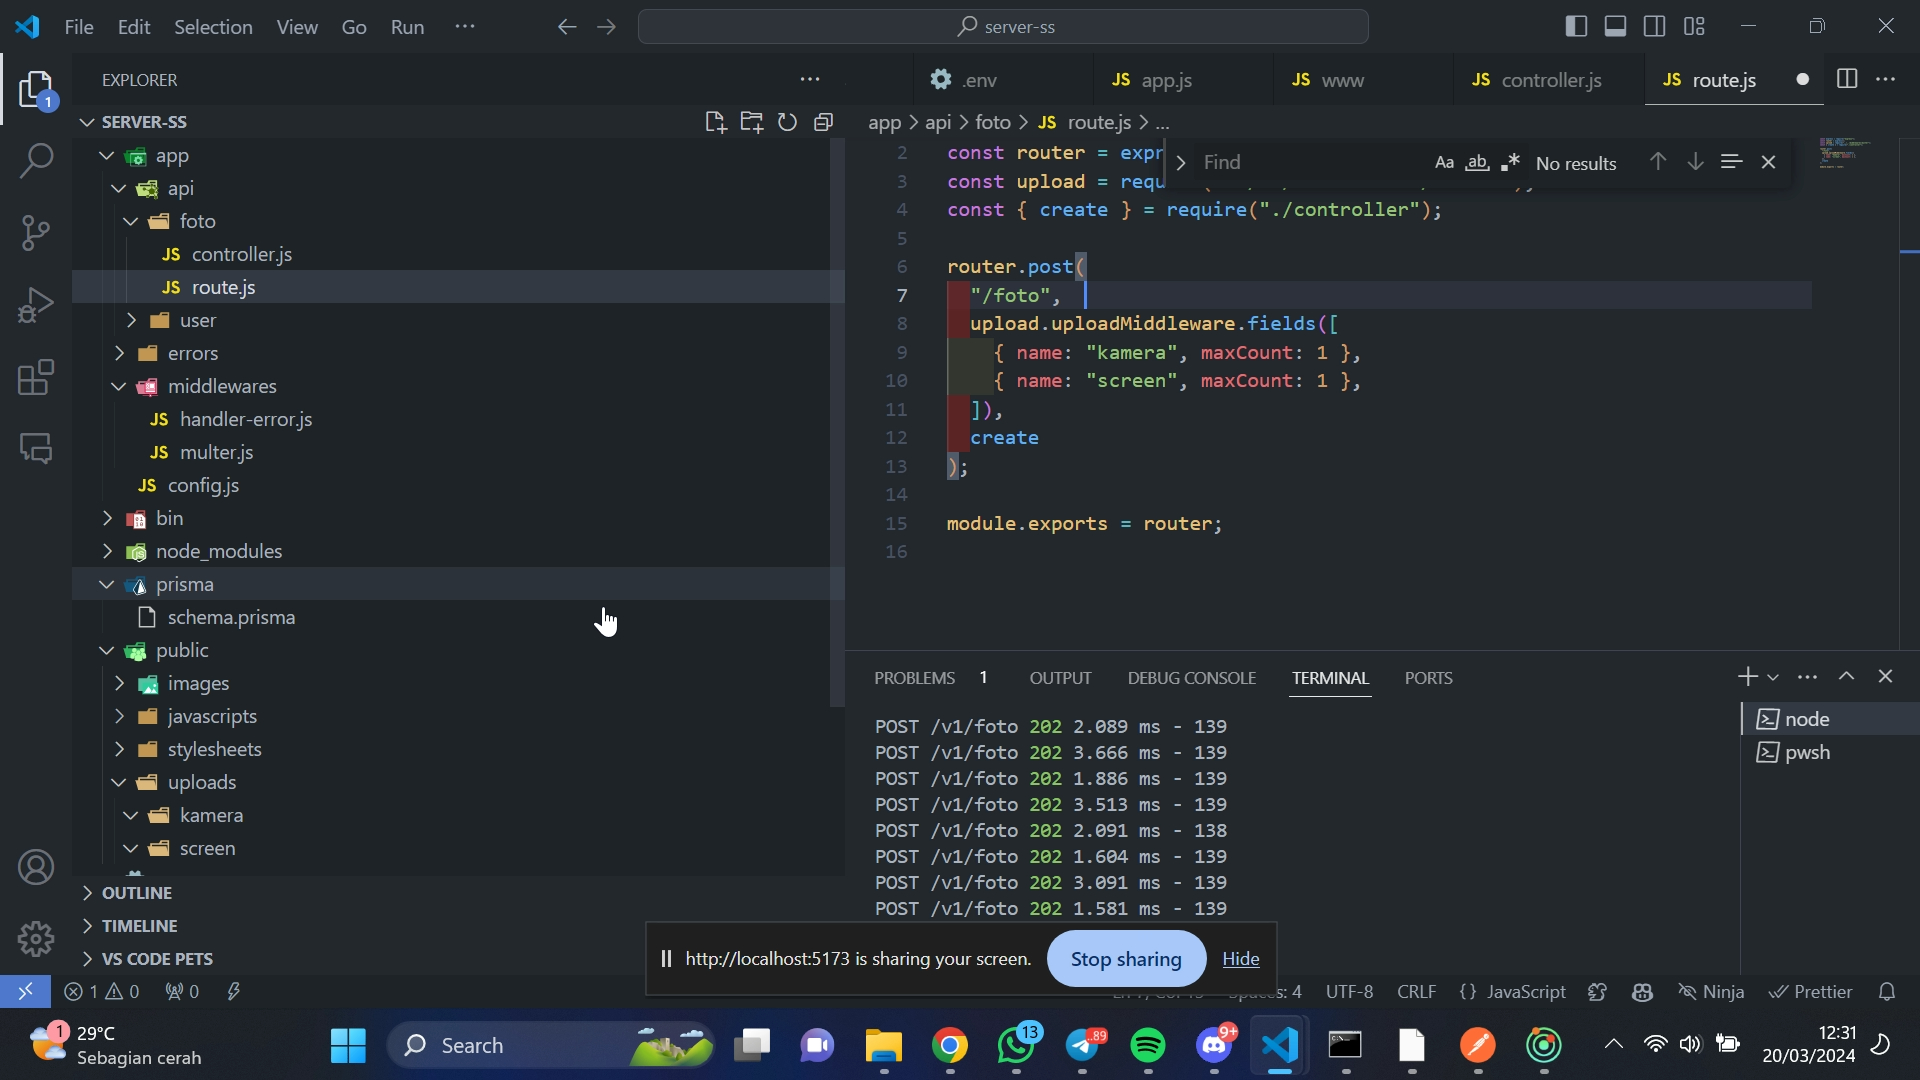 File Edit Selection View Go Run ···
server-ss
EXPLORER
1
SERVER-SS
app
api
foto
controller.js
route.js
user
errors
middlewares
handler-error.js
multer.js
config.js
bin
node_modules
prisma
schema.prisma
public
images
javascripts
stylesheets
uploads
kamera
screen
OUTLINE
TIMELINE
VS CODE PETS
.env
JS app.js
JS www
JS controller.js
JS route.js
app > api > foto > JS route.js > ...
Find
Aa ab .* No results
2 const router = expr
3 const upload = requ
4 const { create } = require("./controller");
5
6 router.post(
7 "/foto",
8 upload.uploadMiddleware.fields([
9 { name: "kamera", maxCount: 1 },
10 { name: "screen", maxCount: 1 },
11 ]),
12 create
13 );
14
15 module.exports = router;
16
PROBLEMS 1 OUTPUT DEBUG CONSOLE TERMINAL PORTS
POST /v1/foto 202 2.089 ms - 139
POST /v1/foto 202 3.666 ms - 139
POST /v1/foto 202 1.886 ms - 139
POST /v1/foto 202 3.513 ms - 139
POST /v1/foto 202 2.091 ms - 138
POST /v1/foto 202 1.604 ms - 139
POST /v1/foto 202 3.091 ms - 139
POST /v1/foto 202 1.581 ms - 139
node
pwsh
http://localhost:5173 is sharing your screen. Stop sharing Hide
1 0 0
: 4 UTF-8 CRLF {} JavaScript Ninja Prettier
1
29°C
Sebagian cerah
Search
13
89
9+
12:31
20/03/2024